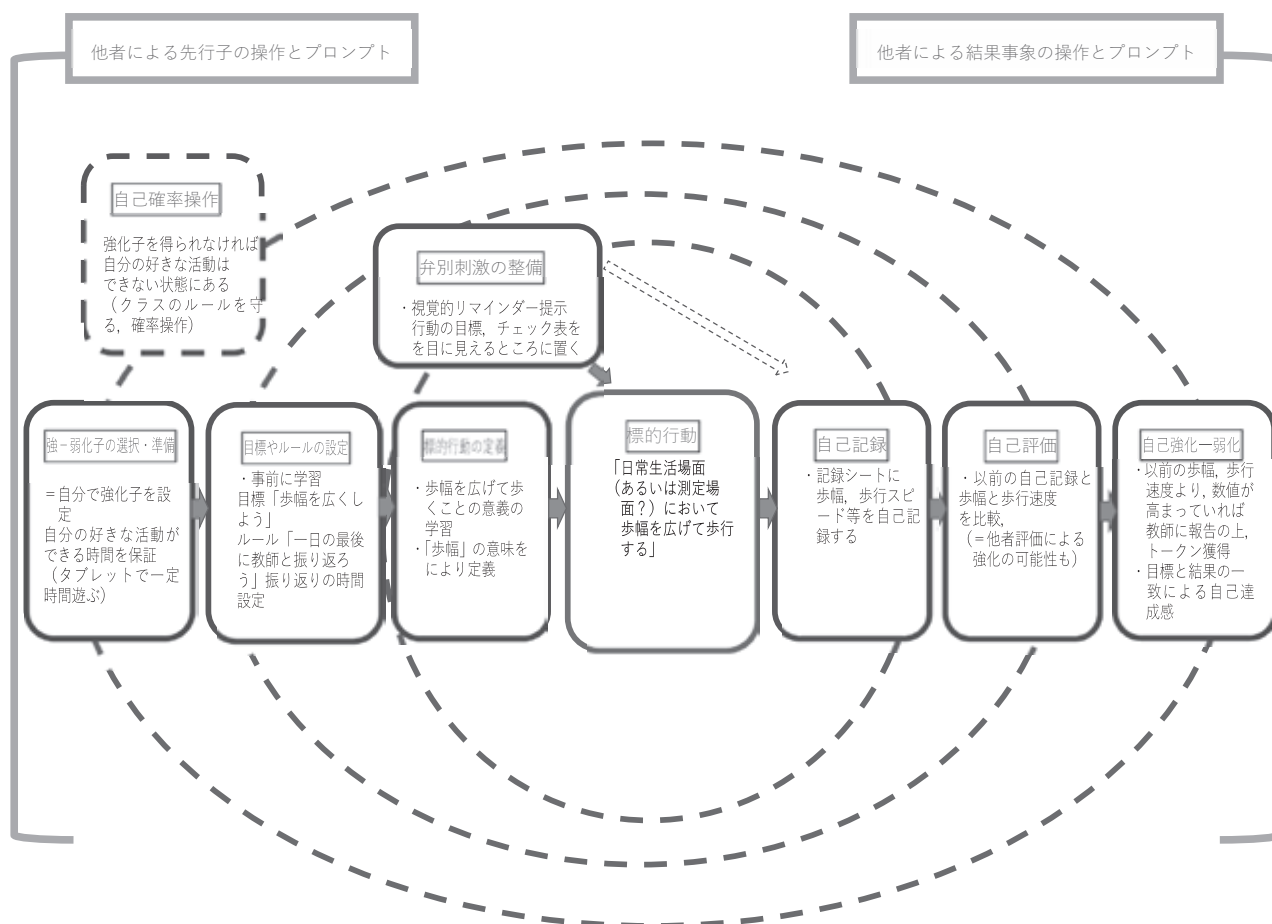 他者による先行子の操作とプロンプト
他者による結果事象の操作とプロンプト
自己確率操作
強化子を得られなければ
自分の好きな活動は
できない状態にある
（クラスのルールを守
る，確率操作）
弁別刺激の整備
・視覚的リマインダー提示
行動の目標，チェック表を
を目に見えるところに置く
強－弱化子の選択・準備
＝自分で強化子を設
定
自分の好きな活動が
できる時間を保証
（タブレットで一定
時間遊ぶ）
目標やルールの設定
・事前に学習
目標「歩幅を広くし
よう」
ルール「一日の最後
に教師と振り返ろ
う」振り返りの時間
設定
標的行動の定義
・歩幅を広げて歩
くことの意義の
学習
・「歩幅」の意味を
により定義
標的行動
「日常生活場面
（あるいは測定場
面？）において
歩幅を広げて歩行
する」
自己記録
・記録シートに
歩幅，歩行スピ
ード等を自己記
録する
自己評価
・以前の自己記録と
歩幅と歩行速度
を比較，
（＝他者評価による
強化の可能性も）
自己強化―弱化
・以前の歩幅，歩行
速度より，数値が
高まっていれば
教師に報告の上，
トークン獲得
・目標と結果の一
致による自己達
成感